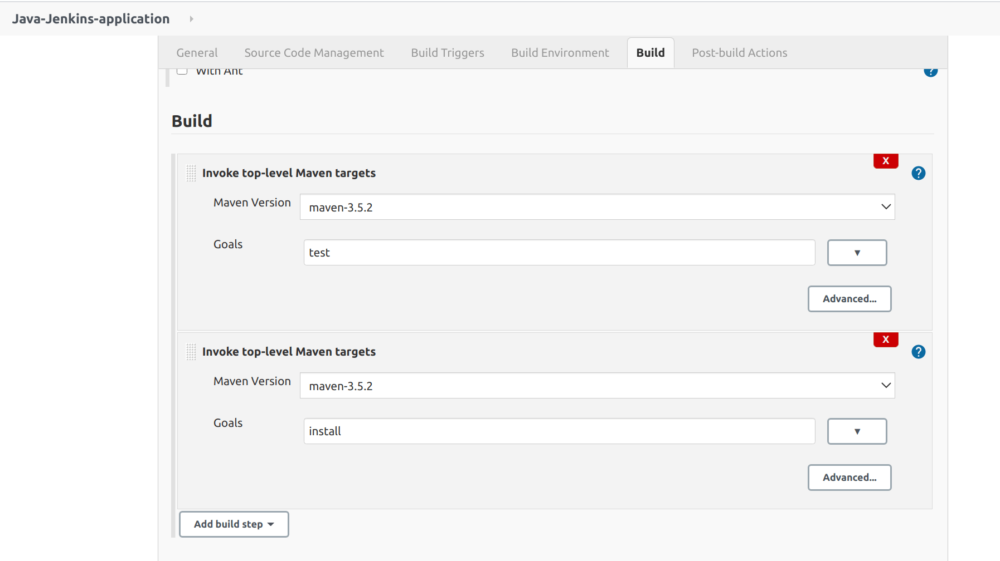 Java-Jenkins-application
General Source Code Management Build Triggers Build Environment Build Post-build Actions
With Ant ?
Build
X
Invoke top-level Maven targets ?
Maven Version maven-3.5.2
Goals test
Advanced...
X
Invoke top-level Maven targets ?
Maven Version maven-3.5.2
Goals install
Advanced...
Add build step